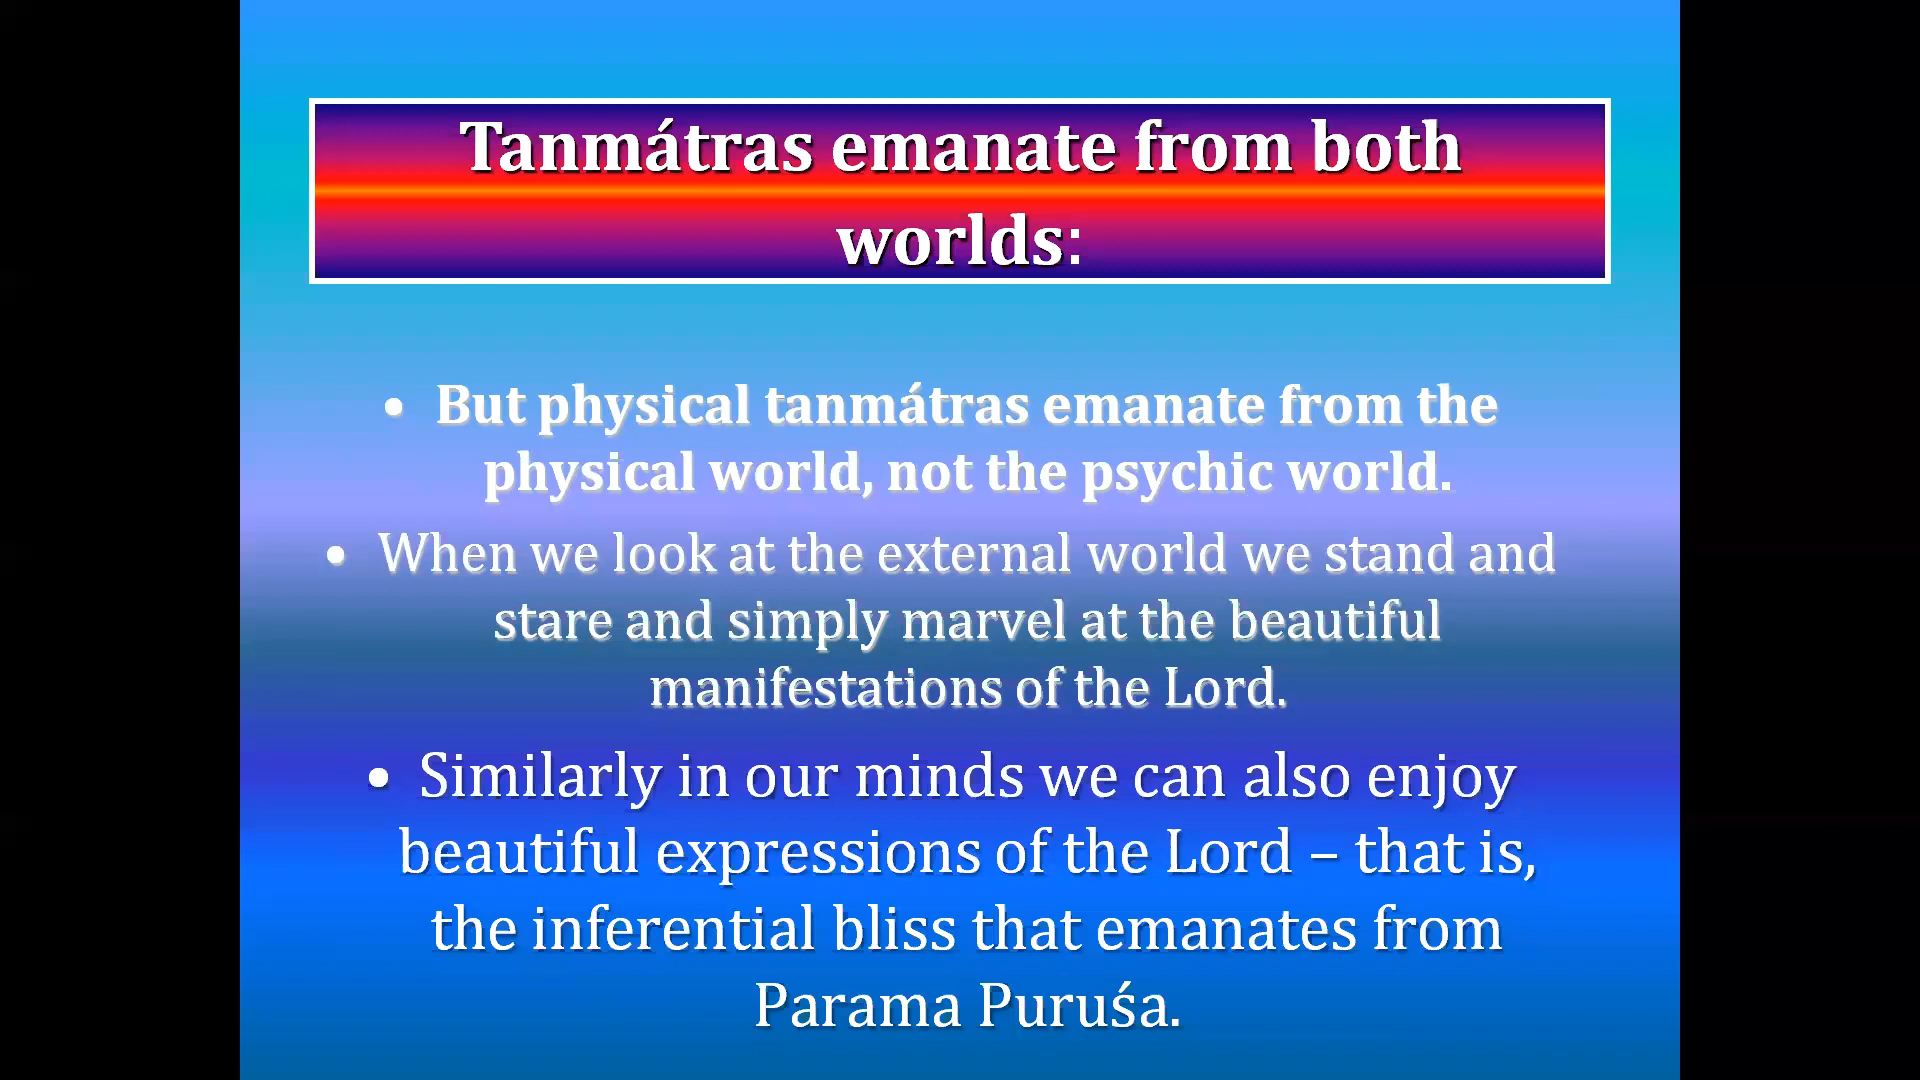 Tanmátras emanate from both
worlds:
• But physical tanmátras emanate from the
physical world, not the psychic world.
• When we look at the external world we stand and
stare and simply marvel at the beautiful
manifestations of the Lord.
• Similarly in our minds we can also enjoy
beautiful expressions of the Lord – that is,
the inferential bliss that emanates from
Parama Puruśa.